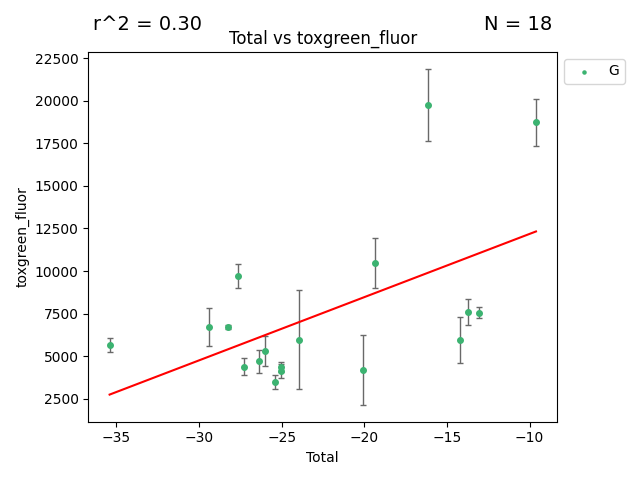 r^2 = 0.30
N = 18
Total vs toxgreen_fluor
G
22500
20000
17500
15000
12500
10000
7500
5000
2500
toxgreen_fluor
−35
−30
−25
−20
−15
−10
Total